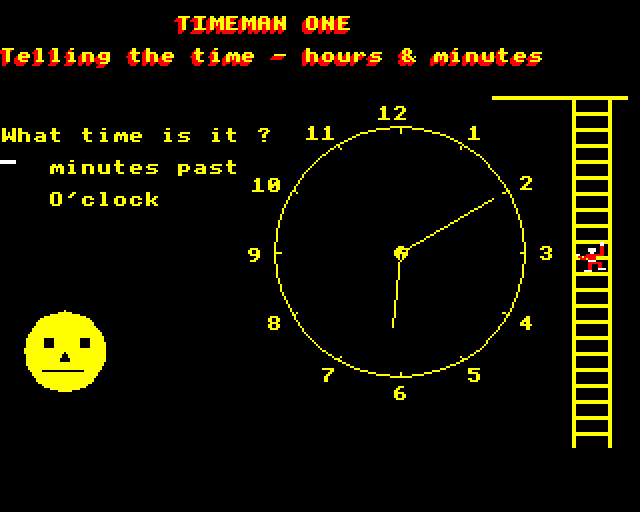 TIMEMAN ONE
Telling the time - hours & minutes
What time is it ?
minutes past
O'clock
12
11
1
10
2
9
3
8
4
7
5
6